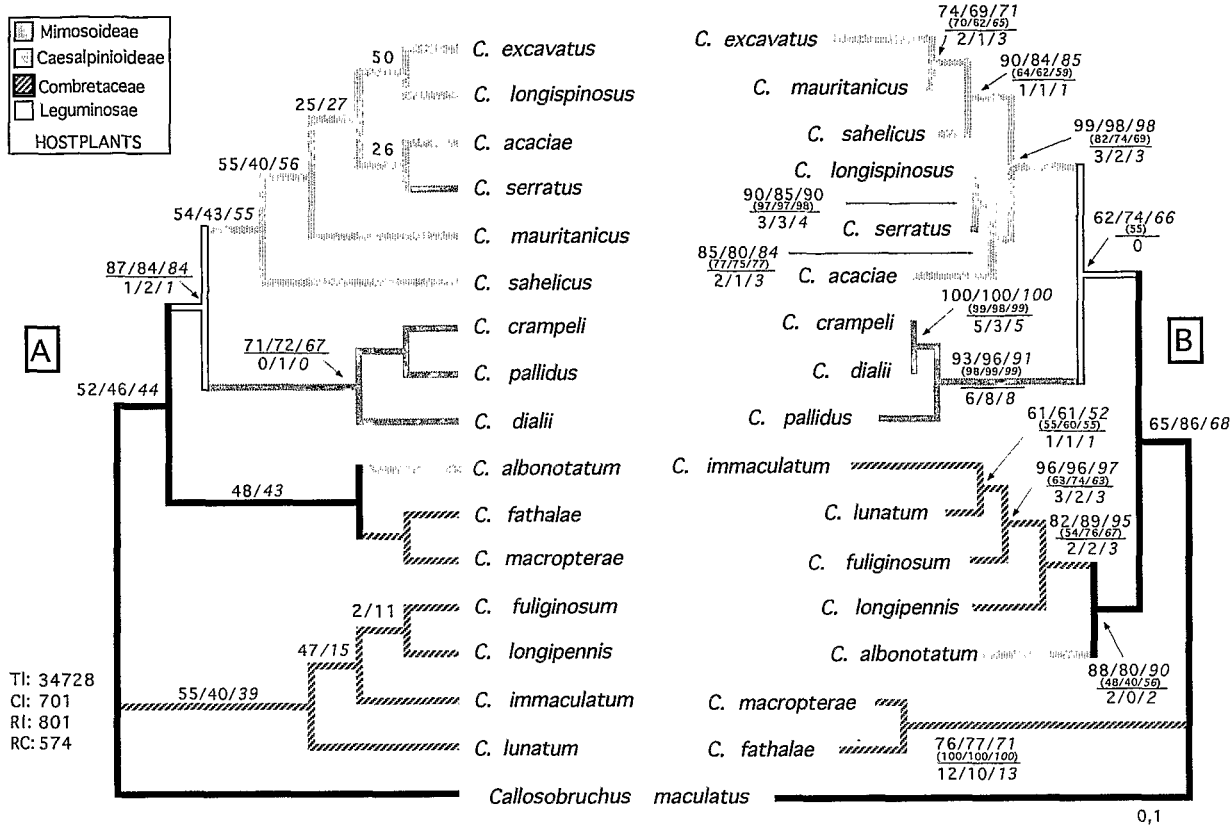 Mimosoideae
Caesalpinioideae
Combretaceae
Leguminosae
HOSTPLANTS
A
50
C. excavatus
C. longispinosus
25/27
26
C. acaciae
C. serratus
55/40/56
C. mauritanicus
54/43/55
C. sahelicus
87/84/84
1/2/1
C. crampeli
71/72/67
0/1/0
C. pallidus
C. dialii
52/46/44
C. albonotatum
48/43
C. fathalae
C. macropterae
2/11
C. fuliginosum
47/15
C. longipennis
55/40/39
C. immaculatum
C. lunatum
TI: 34728
CI: 701
RI: 801
RC: 574
Callosobruchus maculatus
B
74/69/71
(70/62/65)
2/1/3
C. excavatus
90/84/85
(64/62/59)
1/1/1
C. mauritanicus
C. sahelicus
99/98/98
(82/74/69)
3/2/3
C. longispinosus
90/85/90
(97/97/98)
3/3/4
C. serratus
62/74/66
(55)
0
85/80/84
(77/75/77)
2/1/3
C. acaciae
100/100/100
(99/98/99)
5/3/5
C. crampeli
C. dialii
93/96/91
(98/99/99)
6/8/8
C. pallidus
61/61/52
(55/60/55)
1/1/1
65/86/68
C. immaculatum
96/96/97
(63/74/63)
3/2/3
C. lunatum
82/89/95
(54/76/67)
2/2/3
C. fuliginosum
C. longipennis
C. albonotatum
88/80/90
(48/40/56)
2/0/2
C. macropterae
C. fathalae
76/77/71
(100/100/100)
12/10/13
0,1